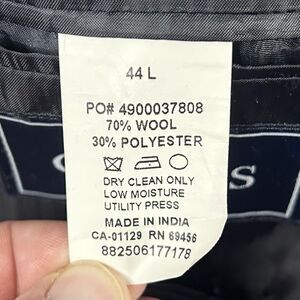 44 L
PO# 4900037808
70% WOOL
30% POLYESTER
DRY CLEAN ONLY
LOW MOISTURE
UTILITY PRESS
MADE IN INDIA
CA-01129 RN 69456
882506177178